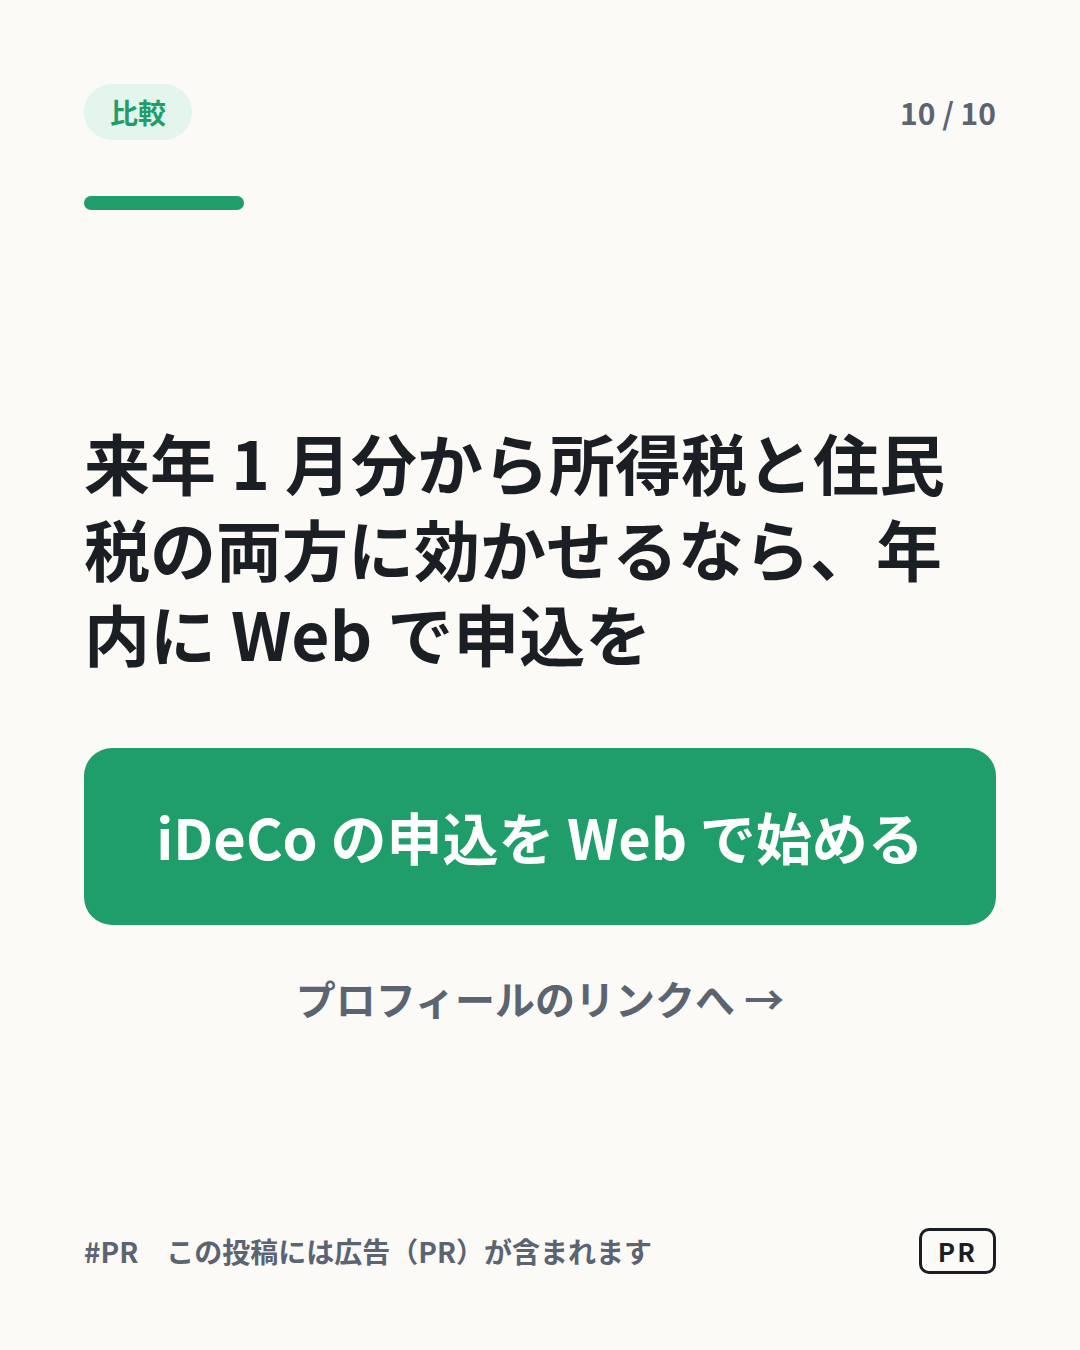 比較
10 / 10
来年 1 月分から所得税と住民
税の両方に効かせるなら、年
内に Web で申込を
iDeCo の申込を Web で始める
プロフィールのリンクへ →
#PR　この投稿には広告（PR）が含まれます
PR